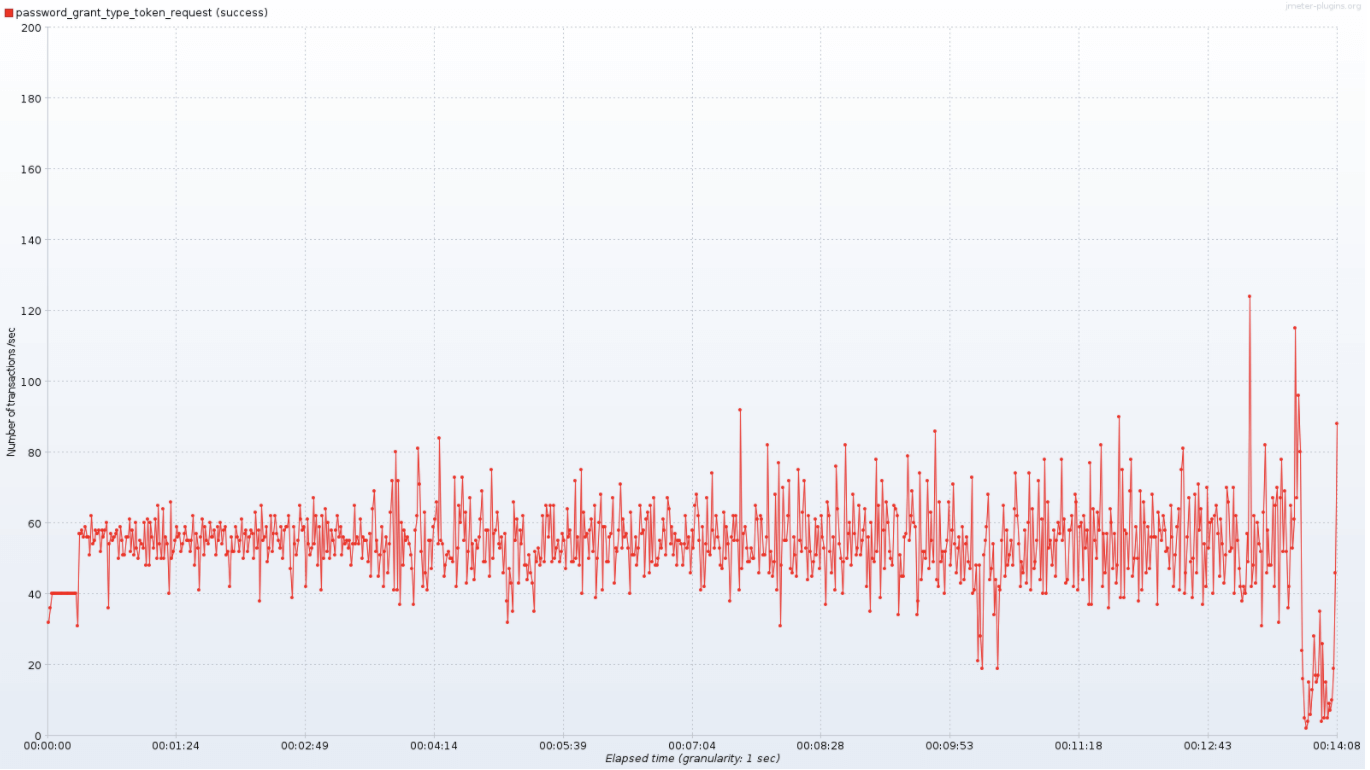 password_grant_type_token_request (success)
jmeter-plugins.org
200
180
160
140
120
100
80
60
40
20
0
Number of transactions /sec
00:00:00 00:01:24 00:02:49 00:04:14 00:05:39 00:07:04 00:08:28 00:09:53 00:11:18 00:12:43 00:14:08
Elapsed time (granularity: 1 sec)